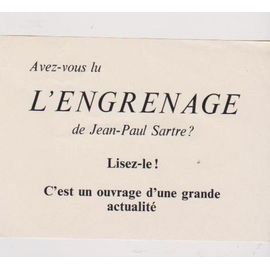 Avez-vous lu
L'ENGRENAGE
de Jean-Paul Sartre ?
Lisez-le !
C'est un ouvrage d'une grande
actualité